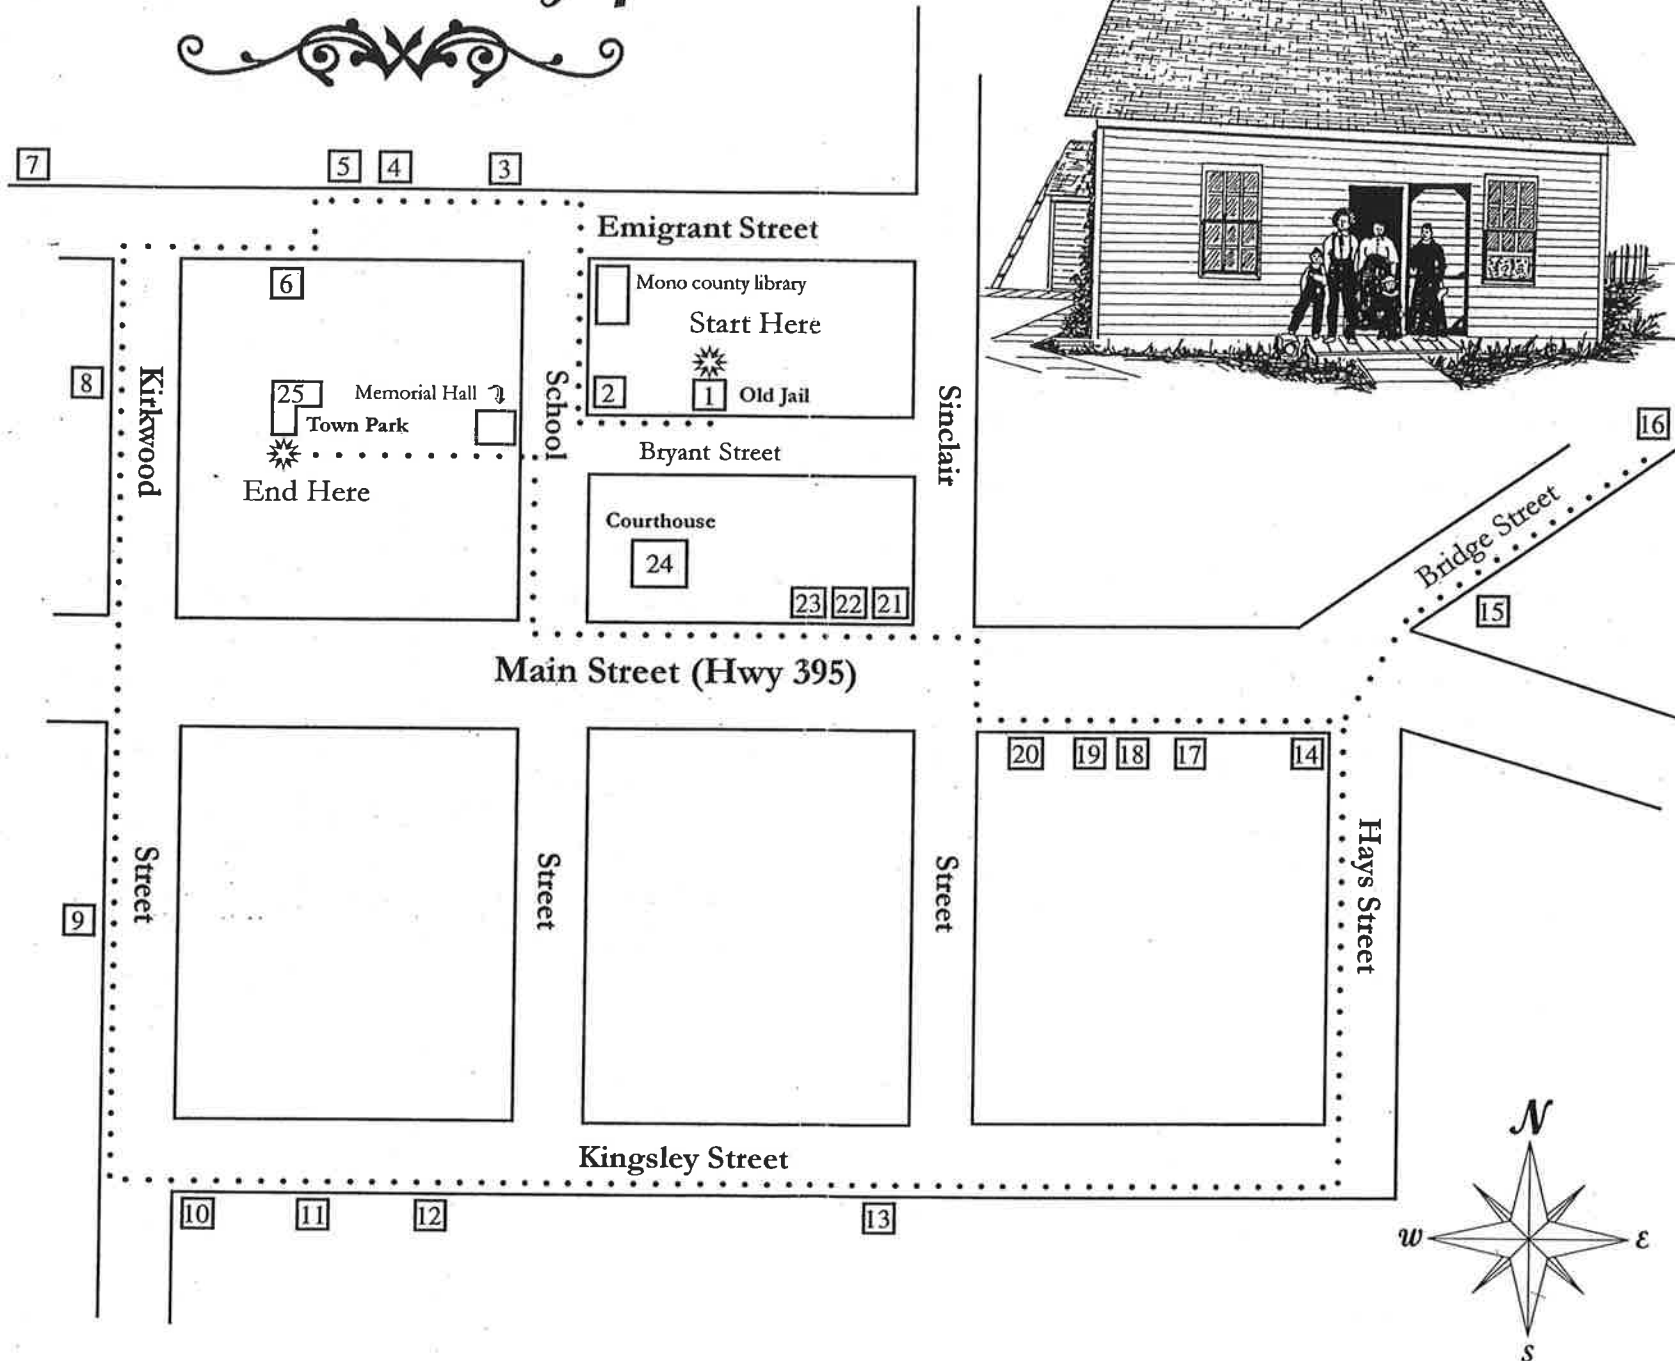 7
5
4
3
Emigrant Street
6
Mono county library
Start Here
8
Kirkwood
25
Memorial Hall
School
2
1
Old Jail
Sinclair
Town Park
Bryant Street
16
End Here
Courthouse
24
Bridge Street
23
22
21
15
Main Street (Hwy 395)
20
19
18
17
14
Street
Street
Street
Hays Street
9
Kingsley Street
10
11
12
13
N
W
E
S